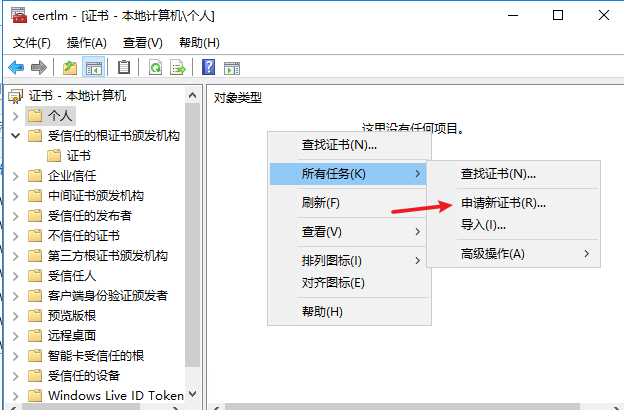 certlm - [证书 - 本地计算机\个人]
文件(F) 操作(A) 查看(V) 帮助(H)
证书 - 本地计算机
个人
受信任的根证书颁发机构
证书
企业信任
中间证书颁发机构
受信任的发布者
不信任的证书
第三方根证书颁发机构
受信任人
客户端身份验证颁发者
预览版根
远程桌面
智能卡受信任的根
受信任的设备
Windows Live ID Token
对象类型
这里没有任何项目。
查找证书(N)...
所有任务(K)
刷新(F)
查看(V)
排列图标(I)
对齐图标(E)
帮助(H)
查找证书(N)...
申请新证书(R)...
导入(I)...
高级操作(A)